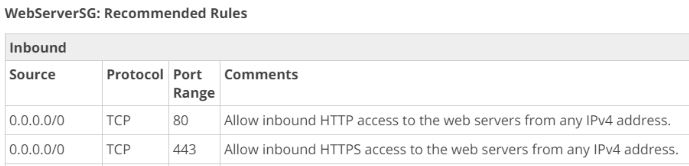 WebServerSG: Recommended Rules
Inbound
Source Protocol Port Range Comments
0.0.0.0/0 TCP 80 Allow inbound HTTP access to the web servers from any IPv4 address.
0.0.0.0/0 TCP 443 Allow inbound HTTPS access to the web servers from any IPv4 address.